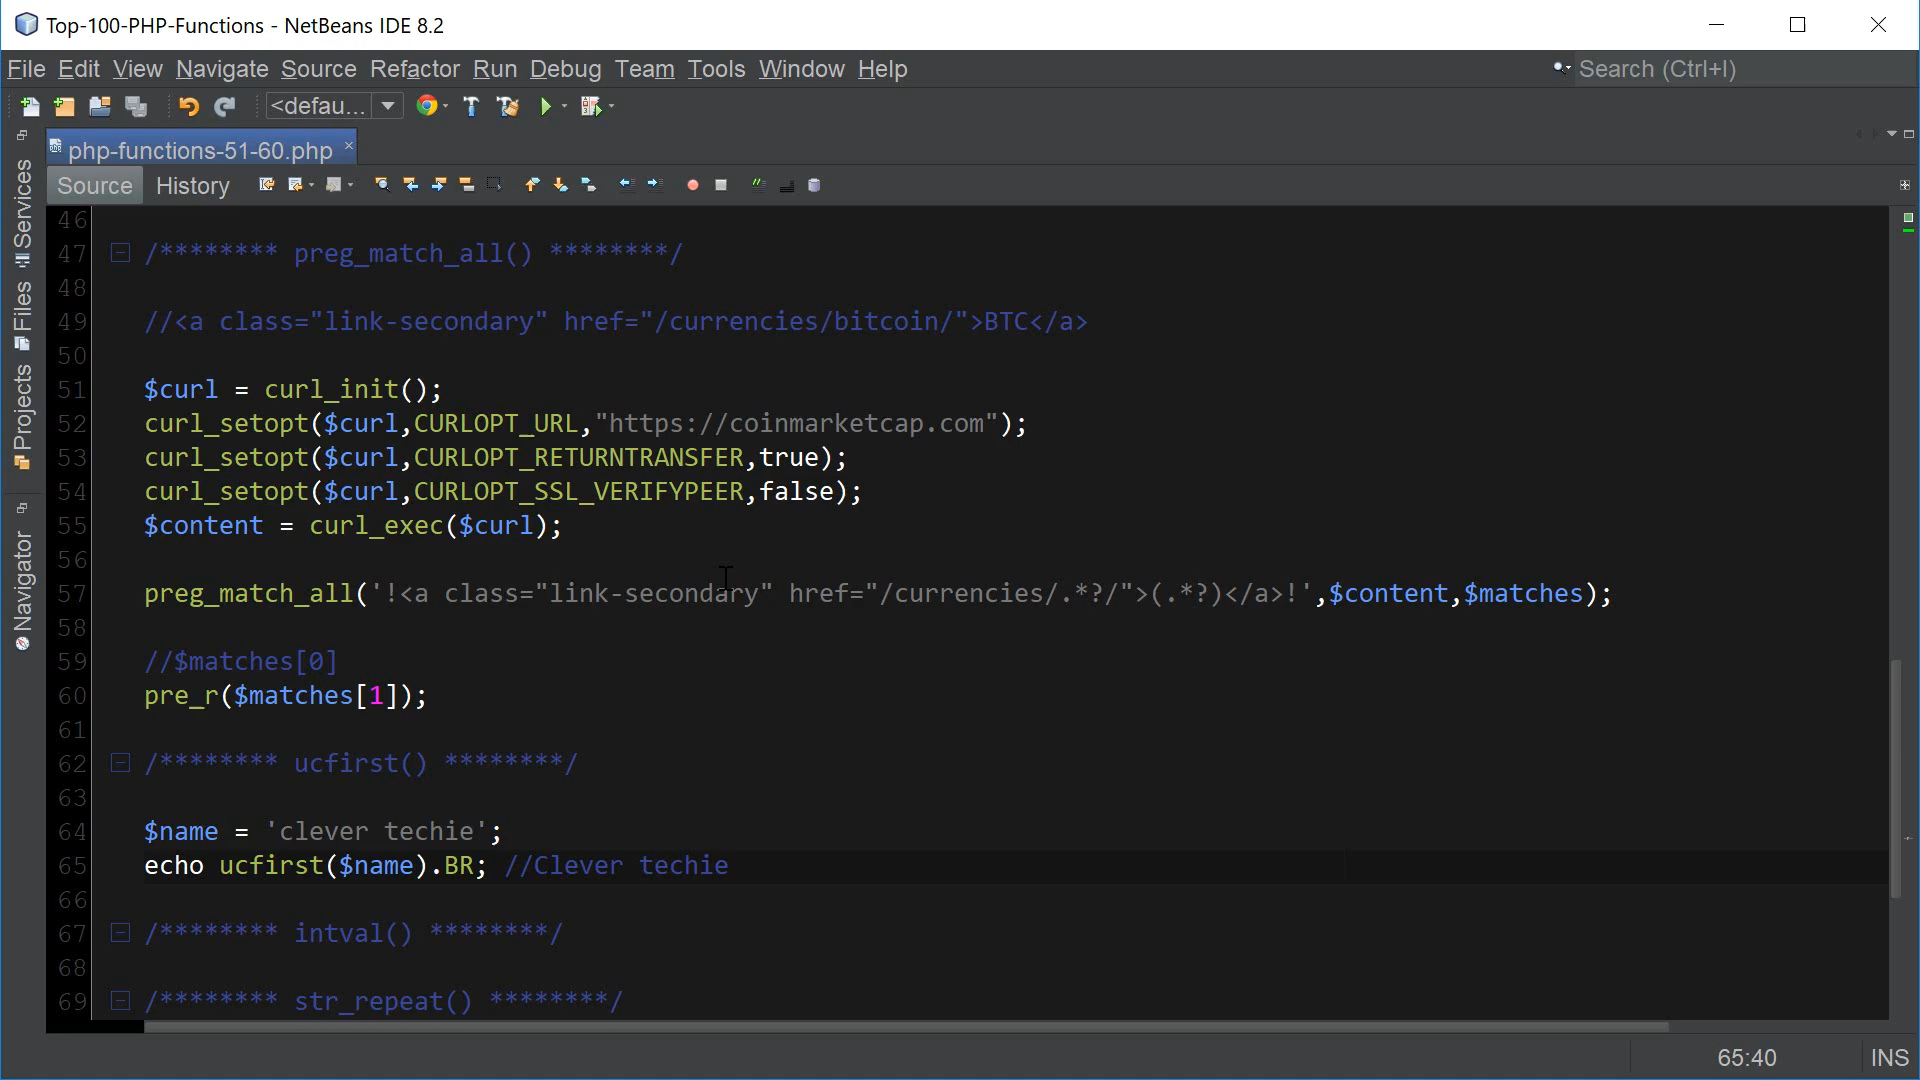 Top-100-PHP-Functions - NetBeans IDE 8.2
File Edit View Navigate Source Refactor Run Debug Team Tools Window Help
Search (Ctrl+I)
<defau...
php-functions-51-60.php
Source History
Services
Files
Projects
Navigator
46
47 /******** preg_match_all() ********/
48
49 //<a class="link-secondary" href="/currencies/bitcoin/">BTC</a>
50
51 $curl = curl_init();
52 curl_setopt($curl,CURLOPT_URL,"https://coinmarketcap.com");
53 curl_setopt($curl,CURLOPT_RETURNTRANSFER,true);
54 curl_setopt($curl,CURLOPT_SSL_VERIFYPEER,false);
55 $content = curl_exec($curl);
56
57 preg_match_all('!<a class="link-secondary" href="/currencies/.*?/">(.*?)</a>!',$content,$matches);
58
59 //$matches[0]
60 pre_r($matches[1]);
61
62 /******** ucfirst() ********/
63
64 $name = 'clever techie';
65 echo ucfirst($name).BR; //Clever techie
66
67 /******** intval() ********/
68
69 /******** str_repeat() ********/
65:40 INS